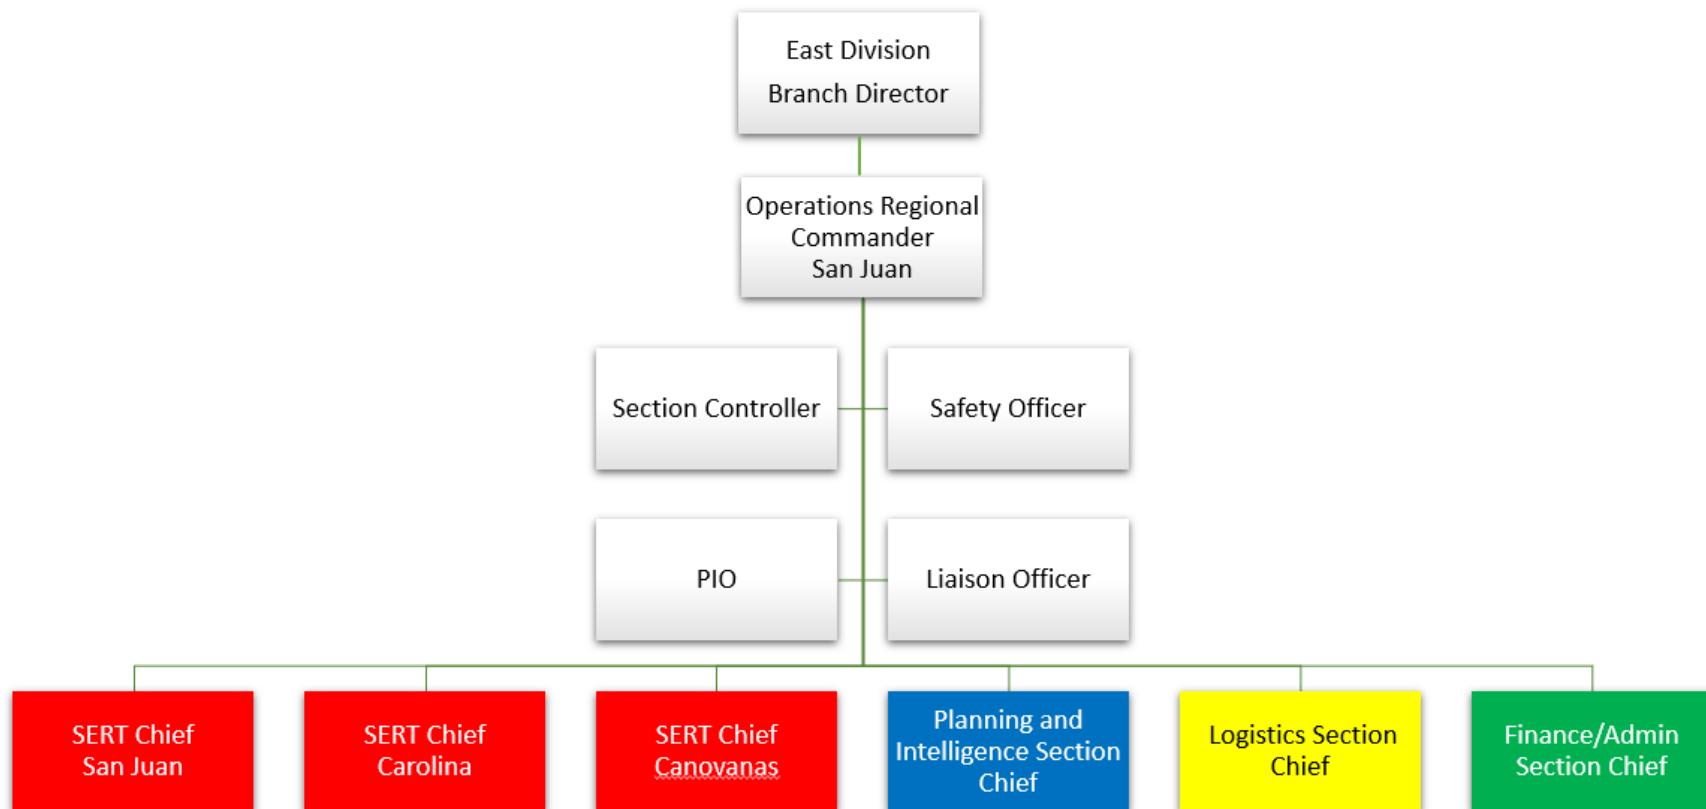 East Division
Branch Director
Operations Regional
Commander
San Juan
Section Controller
Safety Officer
PIO
Liaison Officer
SERT Chief
San Juan
SERT Chief
Carolina
SERT Chief
Canovanas
Planning and
Intelligence Section
Chief
Logistics Section
Chief
Finance/Admin
Section Chief